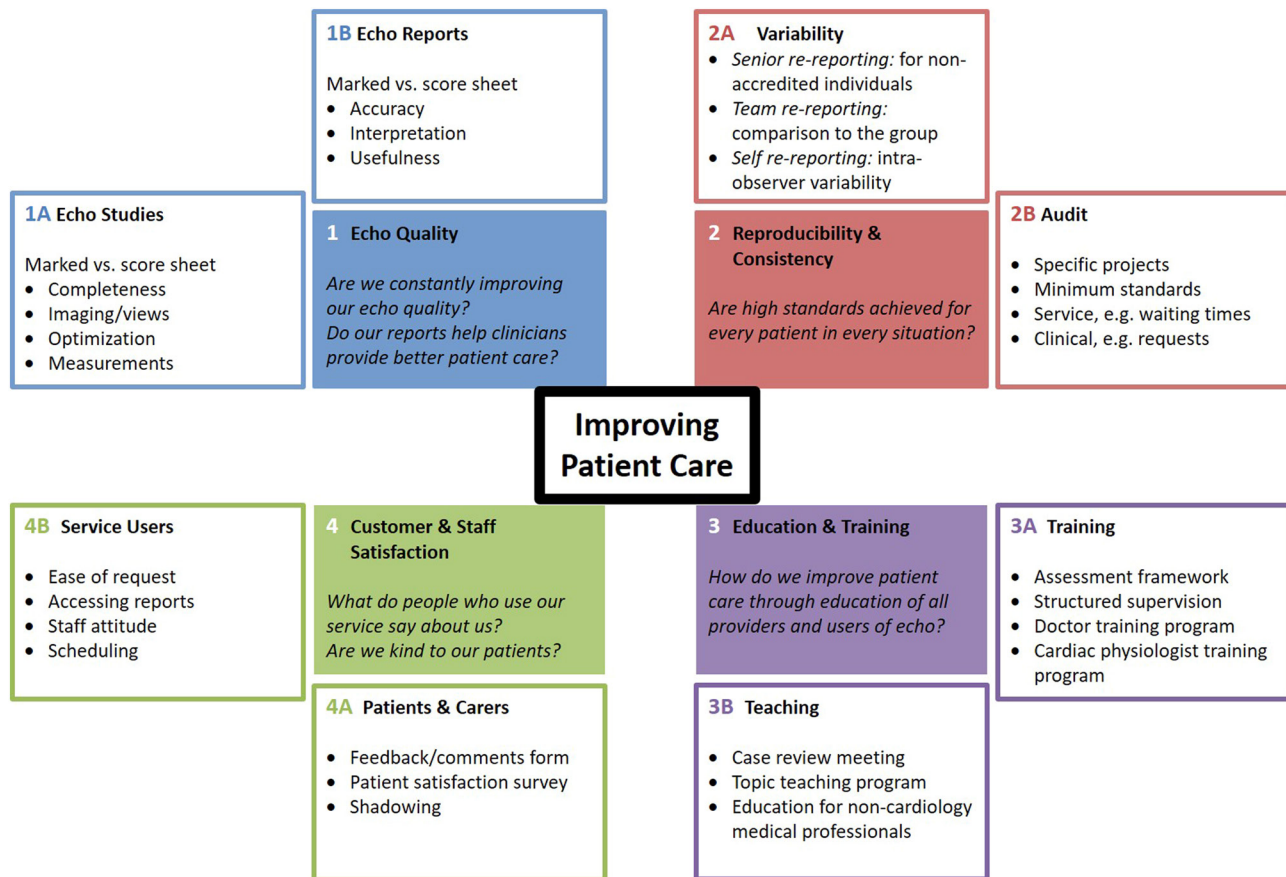 1B Echo Reports
Marked vs. score sheet
• Accuracy
• Interpretation
• Usefulness
2A Variability
• Senior re-reporting: for non-
accredited individuals
• Team re-reporting:
comparison to the group
• Self re-reporting: intra-
observer variability
1A Echo Studies
Marked vs. score sheet
• Completeness
• Imaging/views
• Optimization
• Measurements
1 Echo Quality
Are we constantly improving
our echo quality?
Do our reports help clinicians
provide better patient care?
2 Reproducibility &
Consistency
Are high standards achieved for
every patient in every situation?
2B Audit
• Specific projects
• Minimum standards
• Service, e.g. waiting times
• Clinical, e.g. requests
Improving
Patient Care
4B Service Users
• Ease of request
• Accessing reports
• Staff attitude
• Scheduling
4 Customer & Staff
Satisfaction
What do people who use our
service say about us?
Are we kind to our patients?
3 Education & Training
How do we improve patient
care through education of all
providers and users of echo?
3A Training
• Assessment framework
• Structured supervision
• Doctor training program
• Cardiac physiologist training
program
4A Patients & Carers
• Feedback/comments form
• Patient satisfaction survey
• Shadowing
3B Teaching
• Case review meeting
• Topic teaching program
• Education for non-cardiology
medical professionals